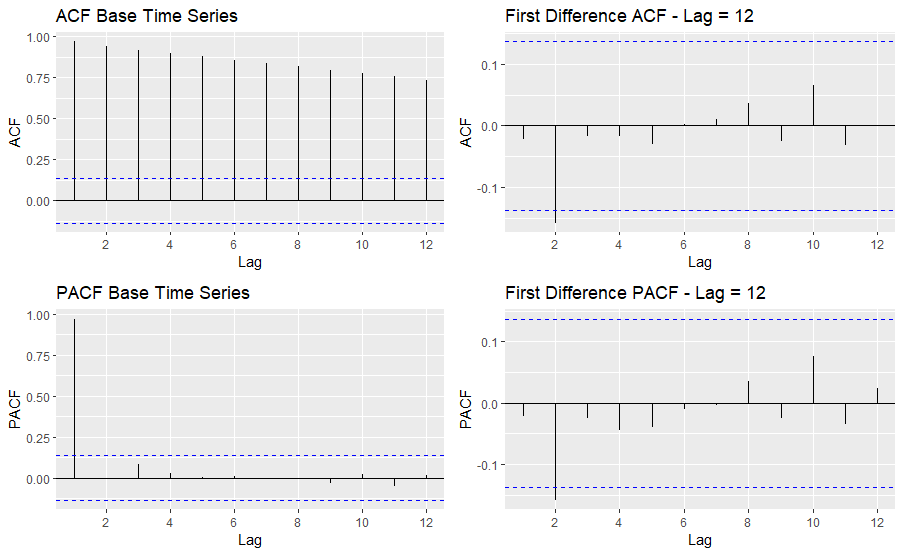 ACF Base Time Series
ACF
1.00
0.75
0.50
0.25
0.00
2 4 6 8 10 12
Lag
First Difference ACF - Lag = 12
ACF
0.1
0.0
-0.1
2 4 6 8 10 12
Lag
PACF Base Time Series
PACF
1.00
0.75
0.50
0.25
0.00
2 4 6 8 10 12
Lag
First Difference PACF - Lag = 12
PACF
0.1
0.0
-0.1
2 4 6 8 10 12
Lag